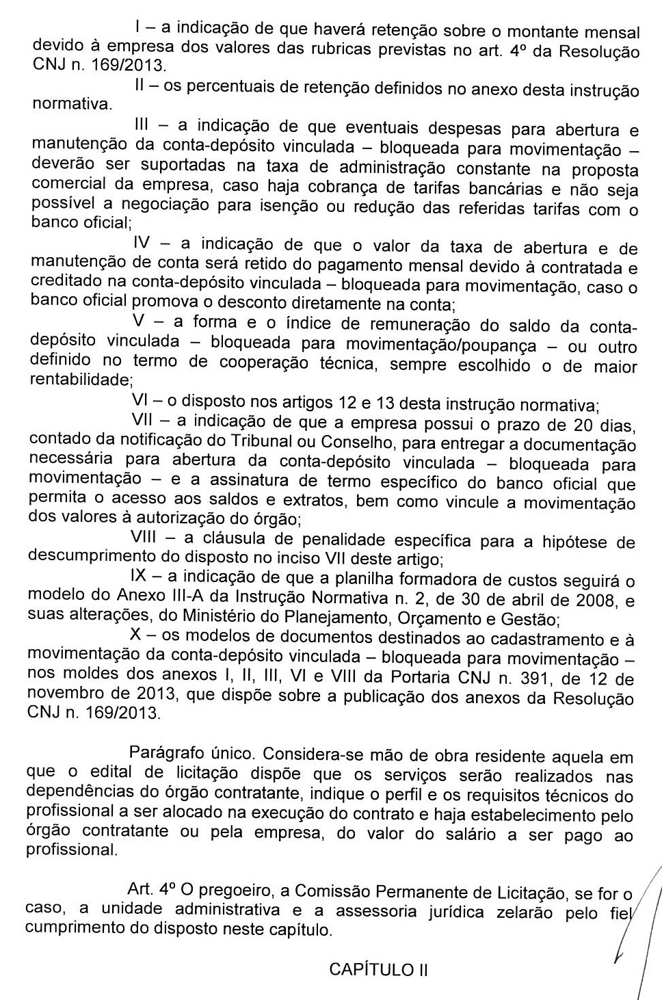 I – a indicação de que haverá retenção sobre o montante mensal
devido à empresa dos valores das rubricas previstas no art. 4º da Resolução
CNJ n. 169/2013.
II – os percentuais de retenção definidos no anexo desta instrução
normativa.
III – a indicação de que eventuais despesas para abertura e
manutenção da conta-depósito vinculada – bloqueada para movimentação –
deverão ser suportadas na taxa de administração constante na proposta
comercial da empresa, caso haja cobrança de tarifas bancárias e não seja
possível a negociação para isenção ou redução das referidas tarifas com o
banco oficial;
IV – a indicação de que o valor da taxa de abertura e de
manutenção de conta será retido do pagamento mensal devido à contratada e
creditado na conta-depósito vinculada – bloqueada para movimentação, caso o
banco oficial promova o desconto diretamente na conta;
V – a forma e o índice de remuneração do saldo da conta-
depósito vinculada – bloqueada para movimentação/poupança – ou outro
definido no termo de cooperação técnica, sempre escolhido o de maior
rentabilidade;
VI – o disposto nos artigos 12 e 13 desta instrução normativa;
VII – a indicação de que a empresa possui o prazo de 20 dias,
contado da notificação do Tribunal ou Conselho, para entregar a documentação
necessária para abertura da conta-depósito vinculada – bloqueada para
movimentação – e a assinatura de termo específico do banco oficial que
permita o acesso aos saldos e extratos, bem como vincule a movimentação
dos valores à autorização do órgão;
VIII – a cláusula de penalidade específica para a hipótese de
descumprimento do disposto no inciso VII deste artigo;
IX – a indicação de que a planilha formadora de custos seguirá o
modelo do Anexo III-A da Instrução Normativa n. 2, de 30 de abril de 2008, e
suas alterações, do Ministério do Planejamento, Orçamento e Gestão;
X – os modelos de documentos destinados ao cadastramento e à
movimentação da conta-depósito vinculada – bloqueada para movimentação –
nos moldes dos anexos I, II, III, VI e VIII da Portaria CNJ n. 391, de 12 de
novembro de 2013, que dispõe sobre a publicação dos anexos da Resolução
CNJ n. 169/2013.
Parágrafo único. Considera-se mão de obra residente aquela em
que o edital de licitação dispõe que os serviços serão realizados nas
dependências do órgão contratante, indique o perfil e os requisitos técnicos do
profissional a ser alocado na execução do contrato e haja estabelecimento pelo
órgão contratante ou pela empresa, do valor do salário a ser pago ao
profissional.
Art. 4º O pregoeiro, a Comissão Permanente de Licitação, se for o
caso, a unidade administrativa e a assessoria jurídica zelarão pelo fiel
cumprimento do disposto neste capítulo.
CAPÍTULO II